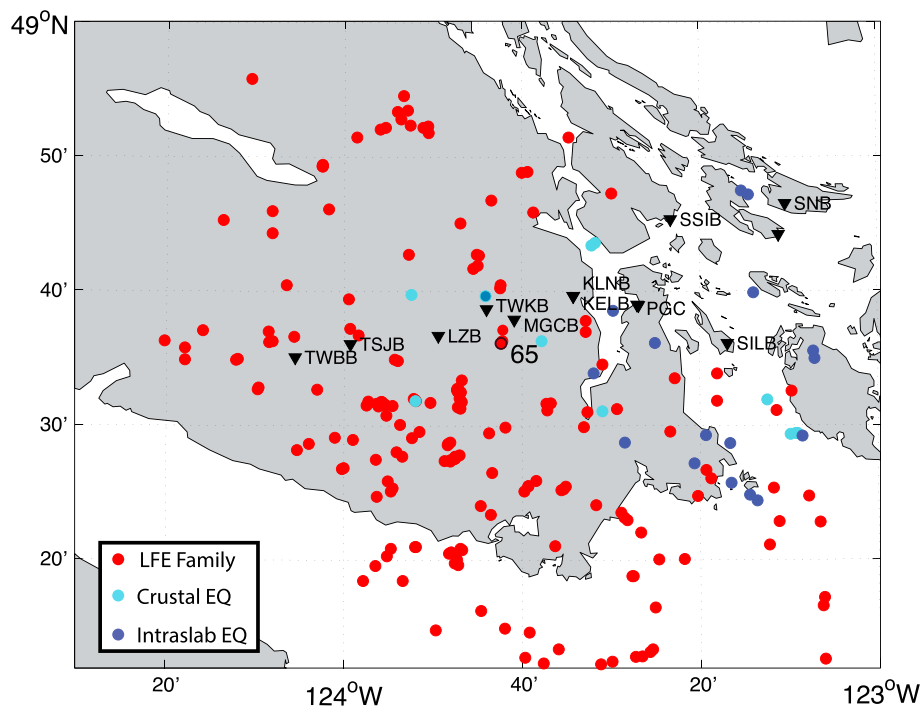 49°N
50'
SNB
SSIB
40'
KLNB
KELB
TWKB
PGC
MGCB
LZB
TSJB
SILB
65
TWBB
30'
20'
LFE Family
Crustal EQ
Intraslab EQ
20'
124°W
40'
20'
123°W